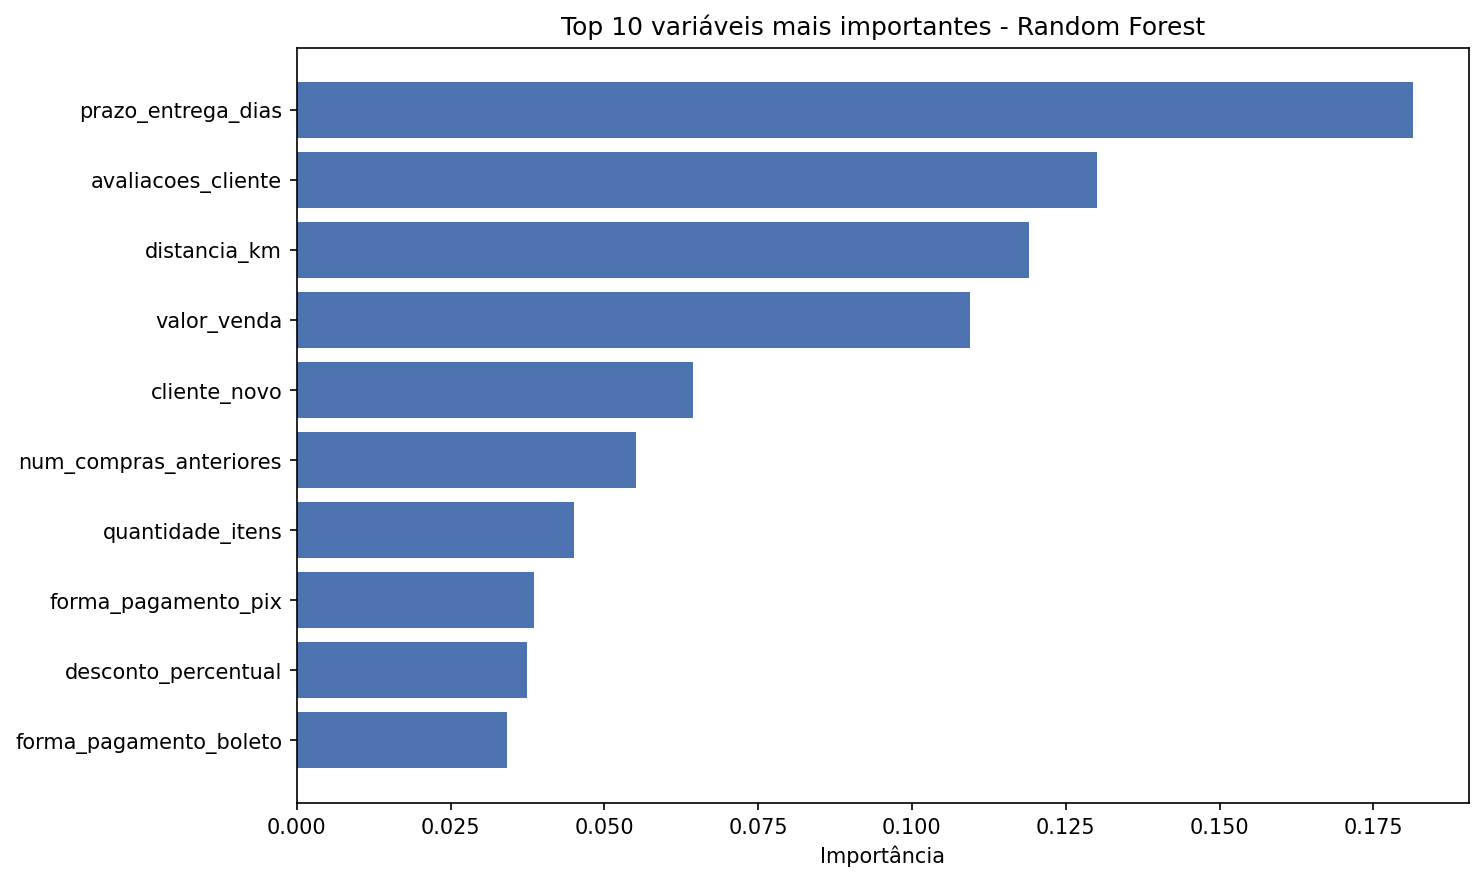 Top 10 variáveis mais importantes - Random Forest
prazo_entrega_dias
avaliacoes_cliente
distancia_km
valor_venda
cliente_novo
num_compras_anteriores
quantidade_itens
forma_pagamento_pix
desconto_percentual
forma_pagamento_boleto
0.000 0.025 0.050 0.075 0.100 0.125 0.150 0.175
Importância